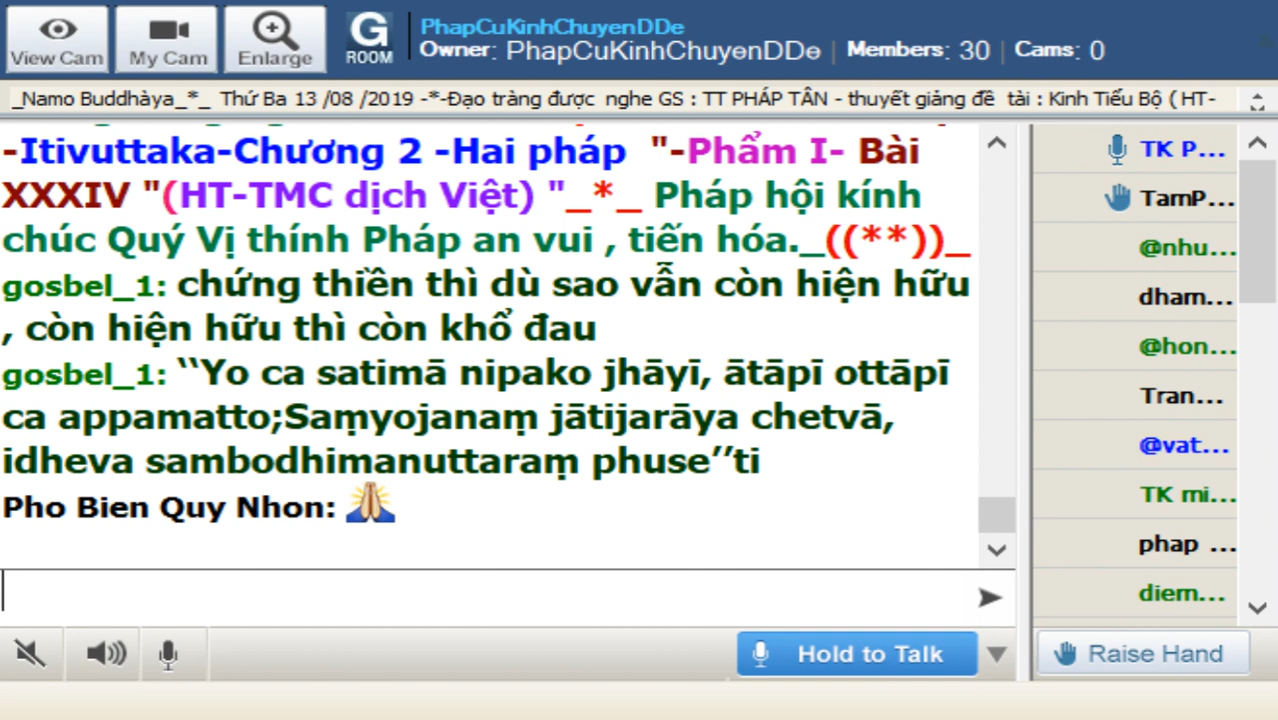 PhapCuKinhChuyenDDe
View Cam My Cam Enlarge G ROOM Owner: PhapCuKinhChuyenDDe | Members: 30 | Cams: 0
_Namo Buddhàya_*_ Thứ Ba 13 /08 /2019 -*-Đạo tràng được nghe GS : TT PHÁP TÂN - thuyết giảng đề tài : Kinh Tiểu Bộ ( HT-
-Itivuttaka-Chương 2 -Hai pháp "-Phẩm I- Bài
XXXIV "(HT-TMC dịch Việt) "_*_ Pháp hội kính
chúc Quý Vị thính Pháp an vui , tiến hóa._((**))_
gosbel_1: chứng thiền thì dù sao vẫn còn hiện hữu
, còn hiện hữu thì còn khổ đau
gosbel_1: ‘‘Yo ca satimā nipako jhāyī, ātāpī ottāpī
ca appamatto;Saṃyojanaṃ jātijarāya chetvā,
idheva sambodhimanuttaraṃ phuse’’ti
Pho Bien Quy Nhon:
TK P...
TamP...
@nhu...
dham...
@hon...
Tran...
@vat...
TK mi...
phap ...
diem...
Hold to Talk
Raise Hand